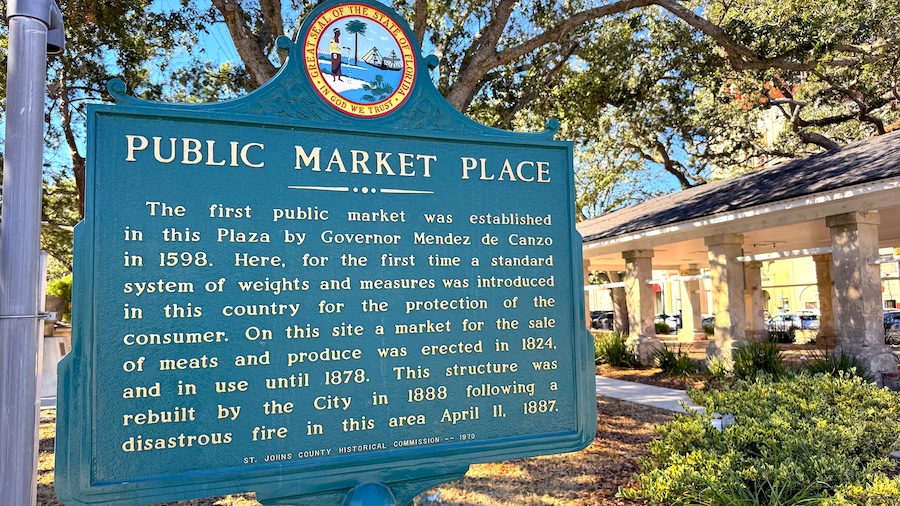 GREAT SEAL OF THE STATE OF FLORIDA
IN GOD WE TRUST
PUBLIC MARKET PLACE
The first public market was established
in this Plaza by Governor Mendez de Canzo
in 1598. Here, for the first time a standard
system of weights and measures was introduced
in this country for the protection of the
consumer. On this site a market for the sale
of meats and produce was erected in 1824,
and in use until 1878. This structure was
rebuilt by the City in 1888 following a
disastrous fire in this area April 11, 1887.
ST. JOHNS COUNTY HISTORICAL COMMISSION -- 1970